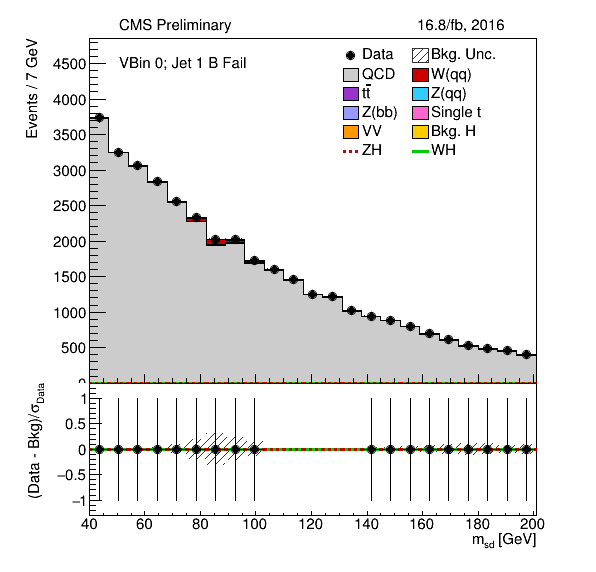 CMS Preliminary 16.8/fb, 2016
Events / 7 GeV
VBin 0; Jet 1 B Fail
Data
Bkg. Unc.
QCD
W(qq)
tt̄
Z(qq)
Z(bb)
Single t
VV
Bkg. H
ZH
WH
4500
4000
3500
3000
2500
2000
1500
1000
500
0
(Data - Bkg)/σData
1
0.5
0
−0.5
−1
40 60 80 100 120 140 160 180 200
msd [GeV]